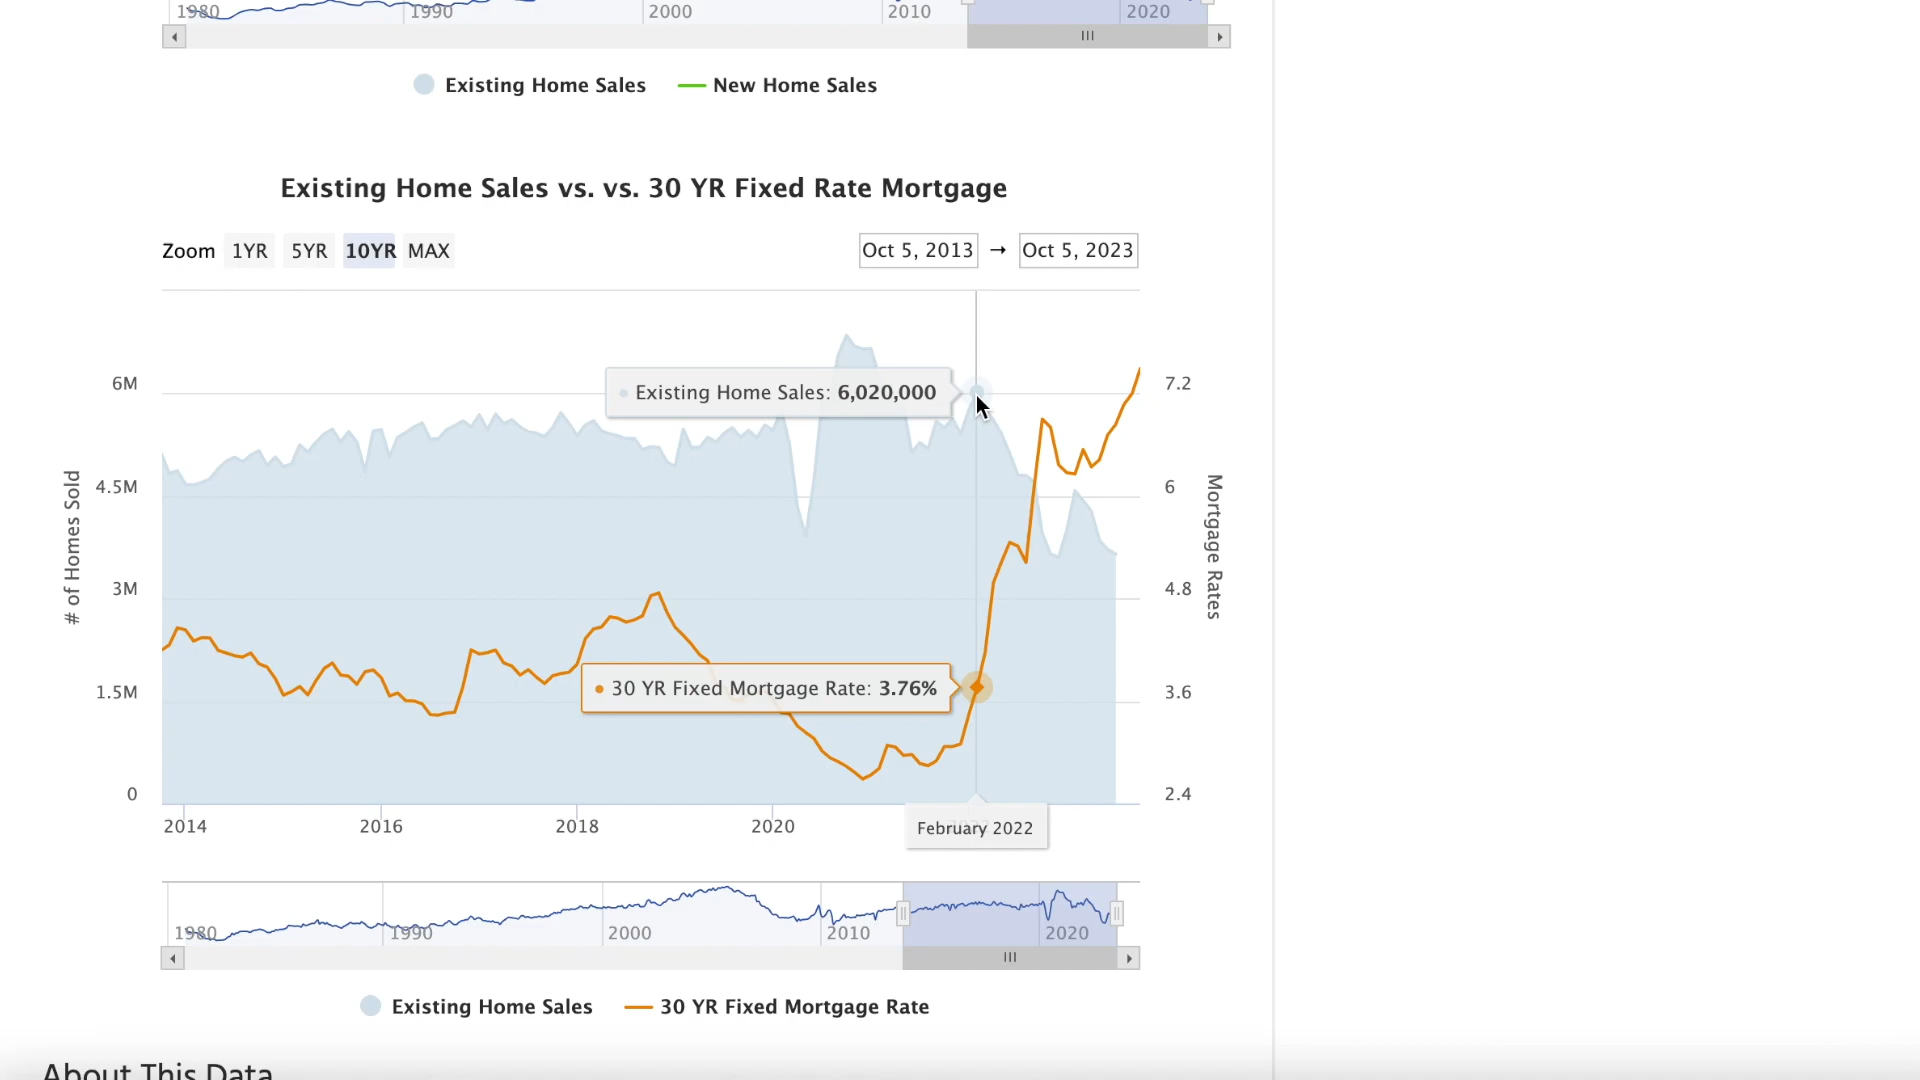 1980 1990 2000 2010 2020
Existing Home Sales New Home Sales
Existing Home Sales vs. vs. 30 YR Fixed Rate Mortgage
Zoom 1YR 5YR 10YR MAX Oct 5, 2013 → Oct 5, 2023
# of Homes Sold
6M
4.5M
3M
1.5M
0
Existing Home Sales: 6,020,000
30 YR Fixed Mortgage Rate: 3.76%
7.2
6
4.8
3.6
2.4
Mortgage Rates
2014 2016 2018 2020
February 2022
1980 1990 2000 2010 2020
Existing Home Sales 30 YR Fixed Mortgage Rate
About This Data